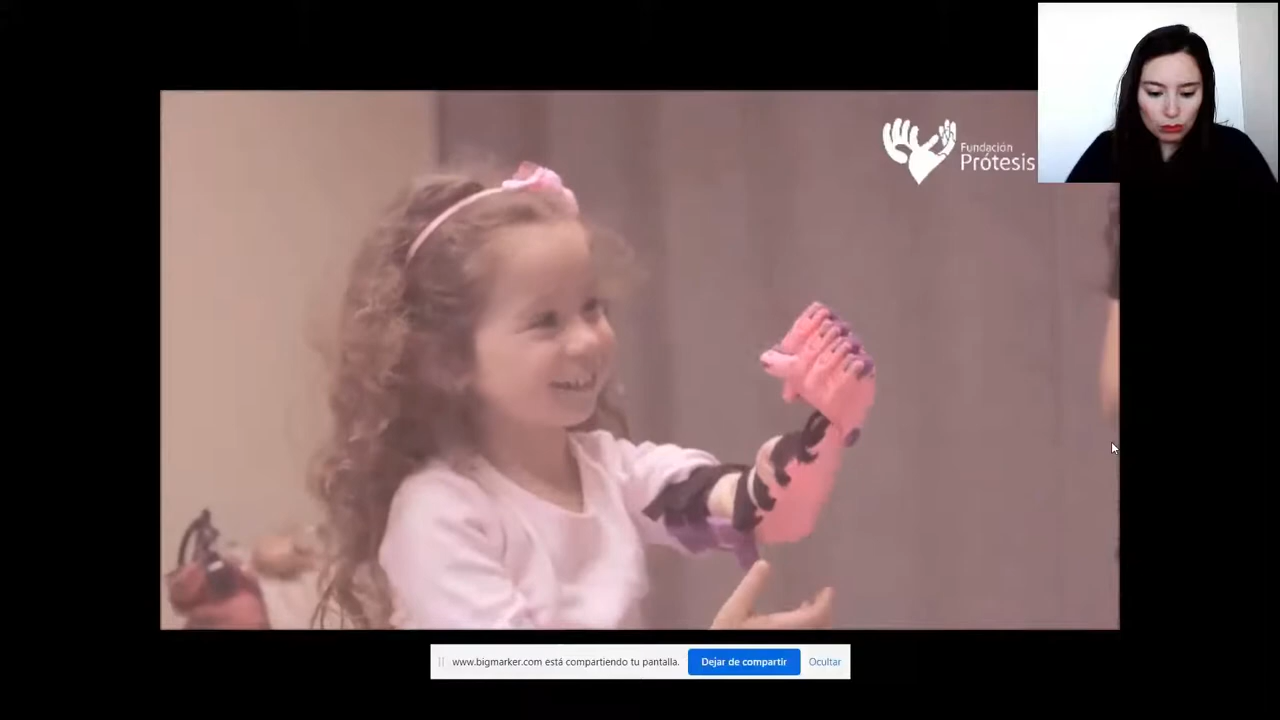 Fundación
Prótesis
www.bigmarker.com está compartiendo tu pantalla.
Dejar de compartir
Ocultar